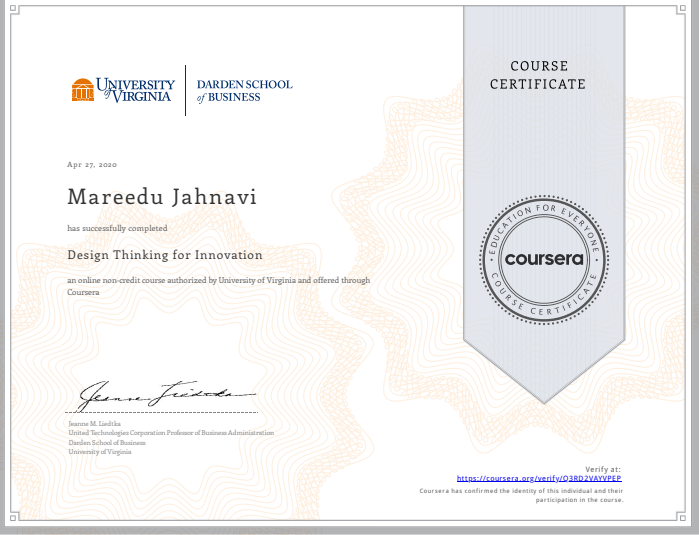 UNIVERSITY of VIRGINIA
DARDEN SCHOOL
of BUSINESS
COURSE
CERTIFICATE
Apr 27, 2020
Mareedu Jahnavi
has successfully completed
Design Thinking for Innovation
an online non-credit course authorized by University of Virginia and offered through
Coursera
EDUCATION FOR EVERYONE
coursera
COURSE CERTIFICATE
Jeanne Liedtka
Jeanne M. Liedtka
United Technologies Corporation Professor of Business Administration
Darden School of Business
University of Virginia
Verify at:
https://coursera.org/verify/Q3RD2VAYVPEP
Coursera has confirmed the identity of this individual and their
participation in the course.